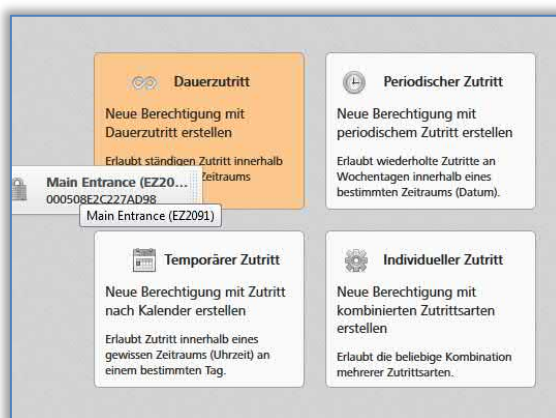 Dauerzutritt
Neue Berechtigung mit
Dauerzutritt erstellen
Erlaubt ständigen Zutritt innerhalb
Zeitraums
Periodischer Zutritt
Neue Berechtigung mit
periodischem Zutritt erstellen
Erlaubt wiederholte Zutritte an
Wochentagen innerhalb eines
bestimmten Zeitraums (Datum).
Main Entrance (EZ20...
000508E2C227AD98
Main Entrance (EZ2091)
Temporärer Zutritt
Neue Berechtigung mit Zutritt
nach Kalender erstellen
Erlaubt Zutritt innerhalb eines
gewissen Zeitraums (Uhrzeit) an
einem bestimmten Tag.
Individueller Zutritt
Neue Berechtigung mit
kombinierten Zutrittsarten
erstellen
Erlaubt die beliebige Kombination
mehrerer Zutrittsarten.